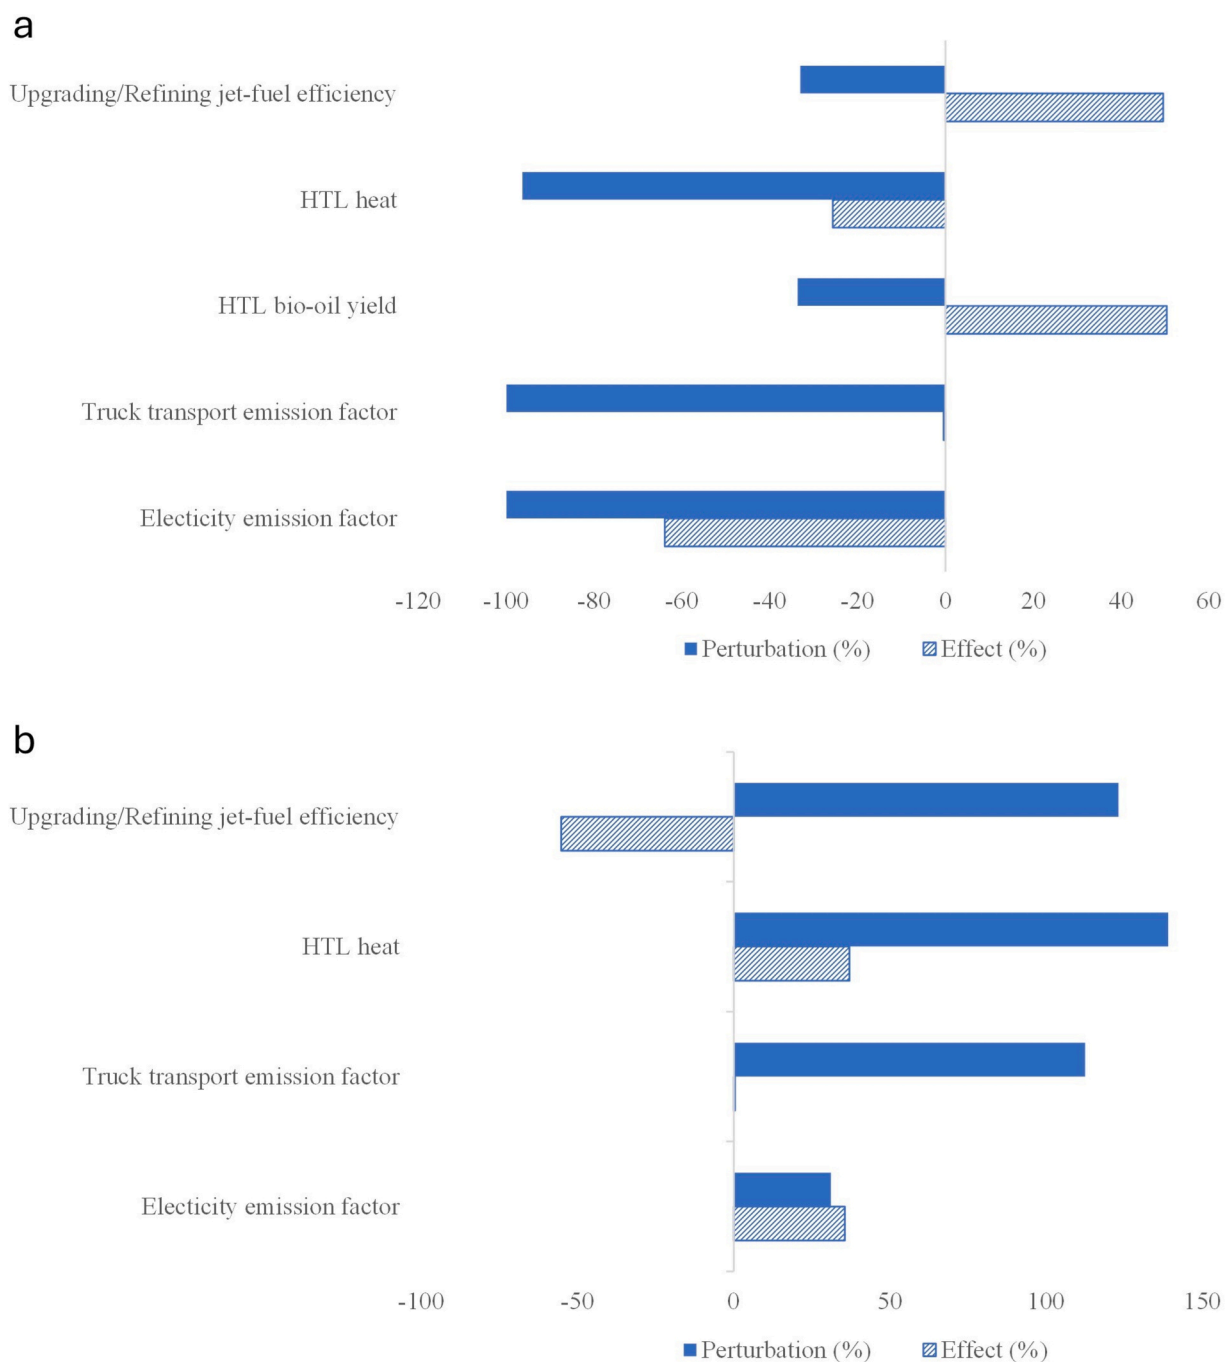 a
Upgrading/Refining jet-fuel efficiency
HTL heat
HTL bio-oil yield
Truck transport emission factor
Electicity emission factor
-120 -100 -80 -60 -40 -20 0 20 40 60
Perturbation (%) Effect (%)
b
Upgrading/Refining jet-fuel efficiency
HTL heat
Truck transport emission factor
Electicity emission factor
-100 -50 0 50 100 150
Perturbation (%) Effect (%)